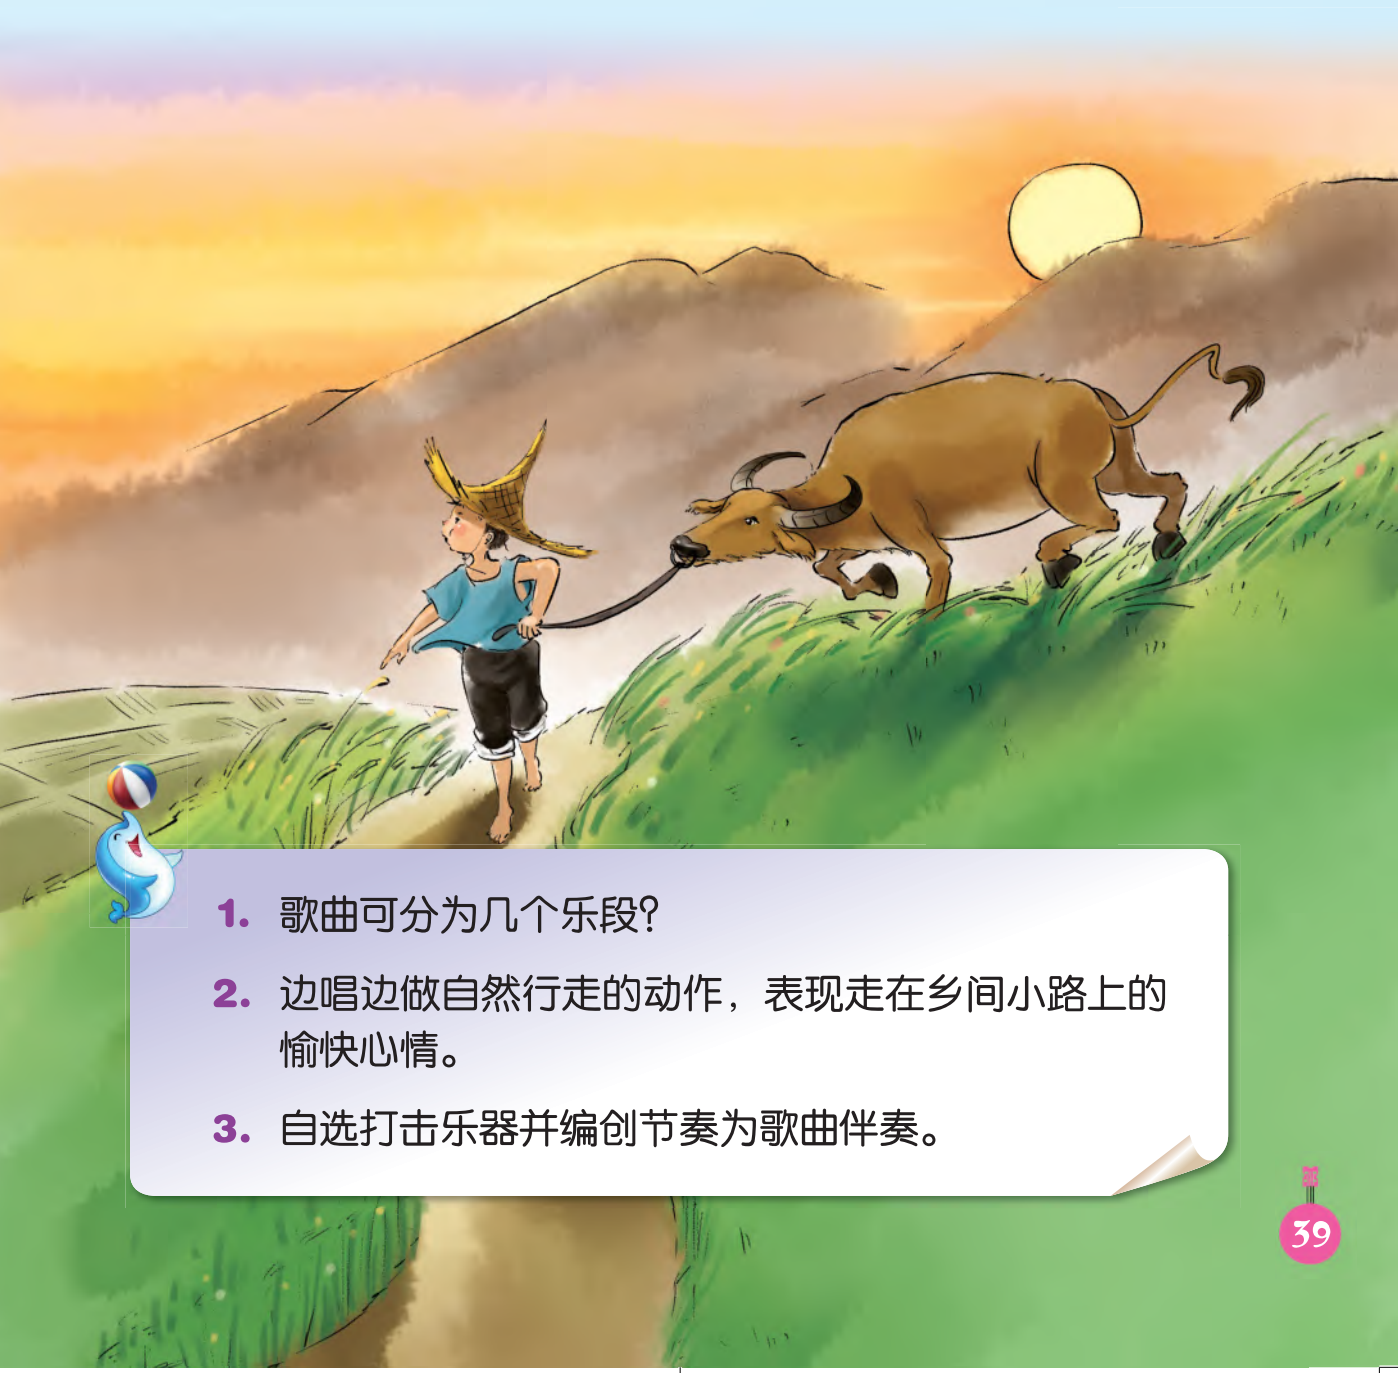 1. 歌曲可分为几个乐段？
2. 边唱边做自然行走的动作，表现走在乡间小路上的
愉快心情。
3. 自选打击乐器并编创节奏为歌曲伴奏。
39